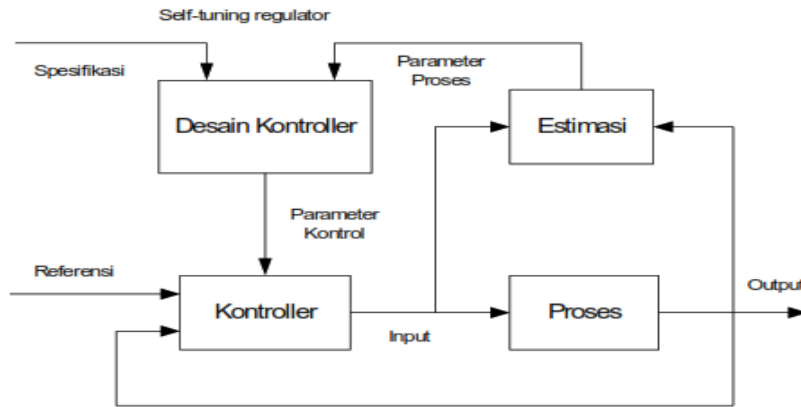 Self-tuning regulator
Spesifikasi
Parameter
Proses
Desain Kontroller
Estimasi
Parameter
Kontrol
Referensi
Kontroller
Input
Proses
Output